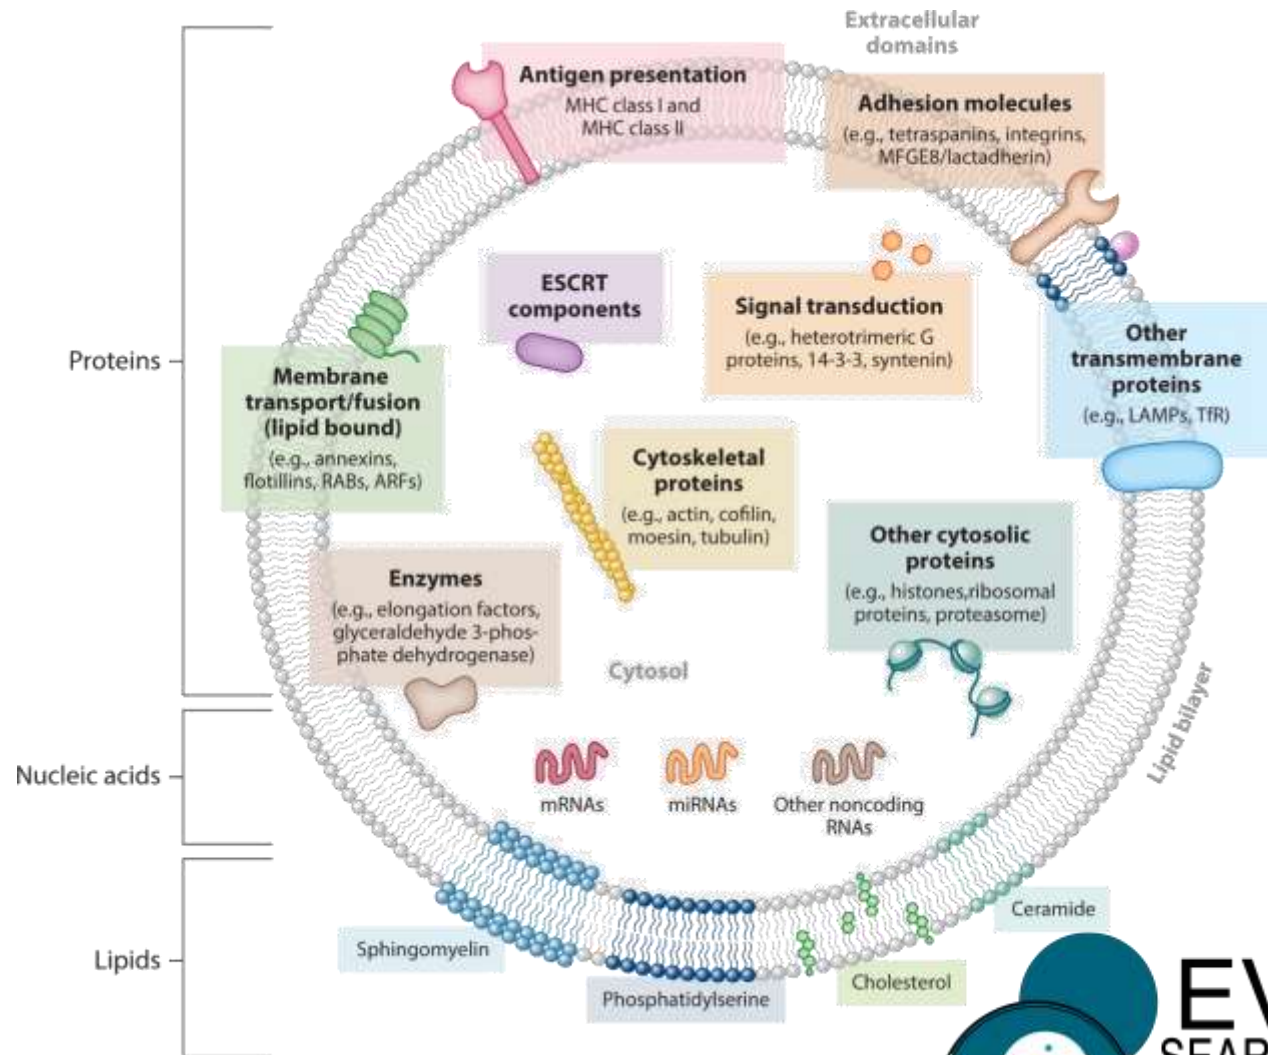 Extracellular
domains
Antigen presentation
MHC class I and
MHC class II
Adhesion molecules
(e.g., tetraspanins, integrins,
MFGE8/lactadherin)
ESCRT
components
Signal transduction
(e.g., heterotrimeric G
proteins, 14-3-3, syntenin)
Other
transmembrane
proteins
(e.g., LAMPs, TfR)
Proteins
Membrane
transport/fusion
(lipid bound)
(e.g., annexins,
flotillins, RABs, ARFs)
Cytoskeletal
proteins
(e.g., actin, cofilin,
moesin, tubulin)
Other cytosolic
proteins
(e.g., histones,ribosomal
proteins, proteasome)
Enzymes
(e.g., elongation factors,
glyceraldehyde 3-phos-
phate dehydrogenase)
Cytosol
Lipid bilayer
Nucleic acids
mRNAs
miRNAs
Other noncoding
RNAs
Lipids
Sphingomyelin
Phosphatidylserine
Cholesterol
Ceramide
EV
SEAR